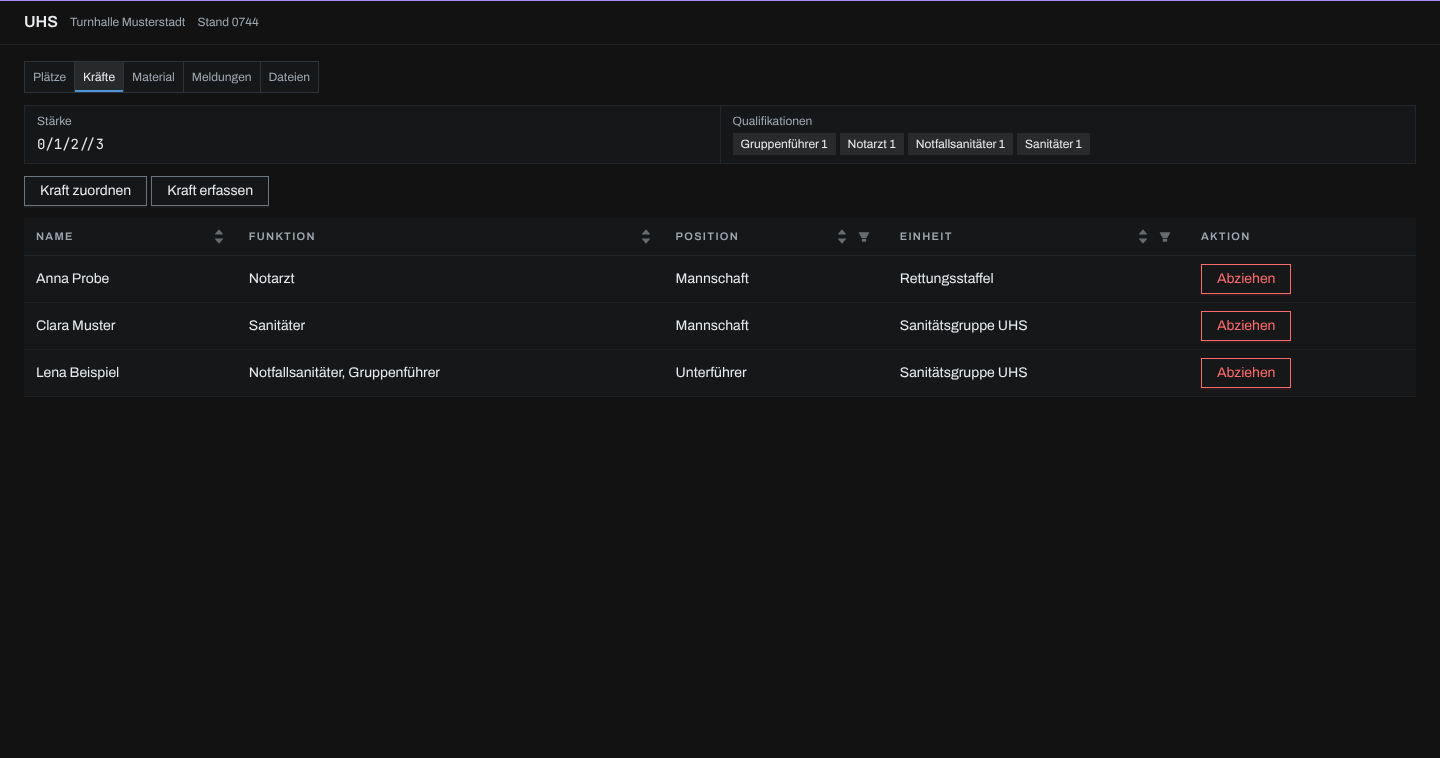 UHS Turnhalle Musterstadt Stand 0744
Plätze Kräfte Material Meldungen Dateien
Stärke
0/1/2//3
Qualifikationen
Gruppenführer 1 Notarzt 1 Notfallsanitäter 1 Sanitäter 1
Kraft zuordnen Kraft erfassen
NAME FUNKTION POSITION EINHEIT AKTION
Anna Probe Notarzt Mannschaft Rettungsstaffel Abziehen
Clara Muster Sanitäter Mannschaft Sanitätsgruppe UHS Abziehen
Lena Beispiel Notfallsanitäter, Gruppenführer Unterführer Sanitätsgruppe UHS Abziehen